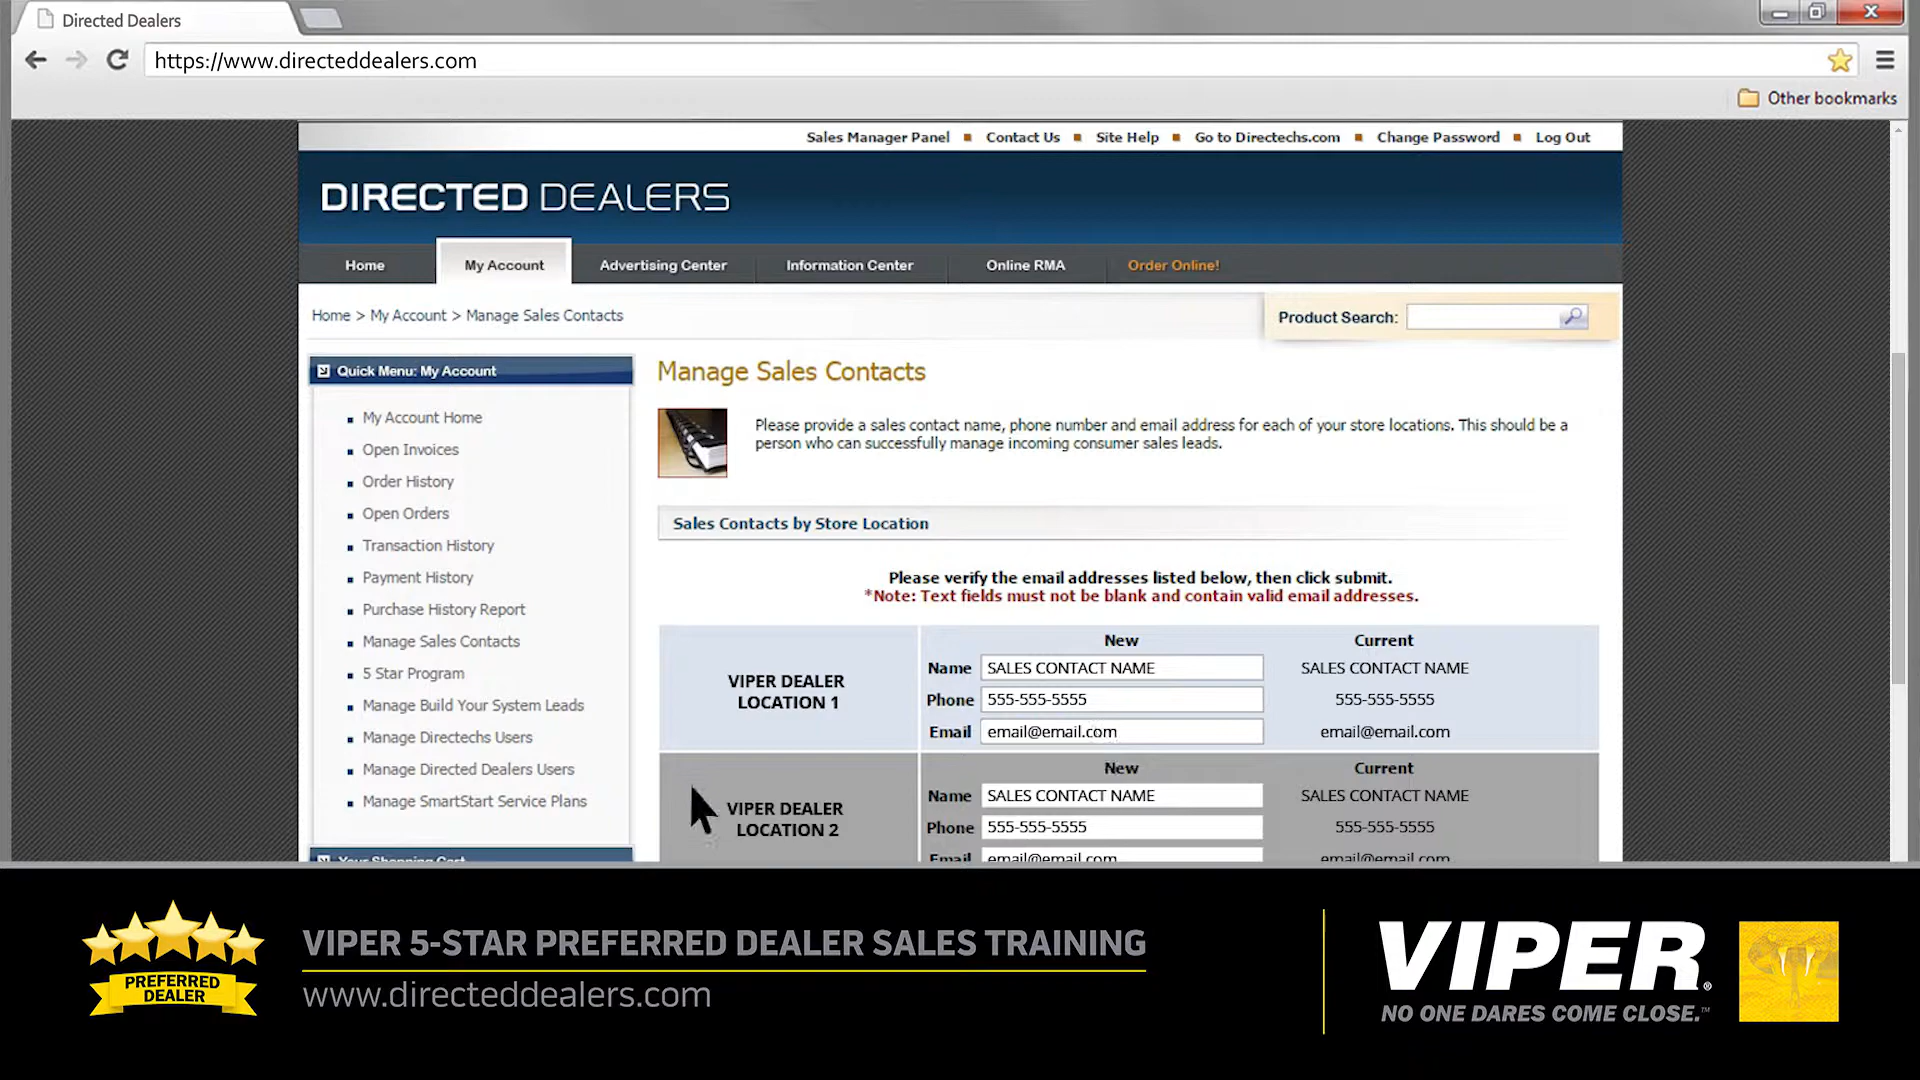 Directed Dealers
https://www.directeddealers.com
Other bookmarks
Sales Manager Panel Contact Us Site Help Go to Directechs.com Change Password Log Out
DIRECTED DEALERS
Home My Account Advertising Center Information Center Online RMA Order Online!
Home > My Account > Manage Sales Contacts
Product Search:
Quick Menu: My Account
My Account Home
Open Invoices
Order History
Open Orders
Transaction History
Payment History
Purchase History Report
Manage Sales Contacts
5 Star Program
Manage Build Your System Leads
Manage Directechs Users
Manage Directed Dealers Users
Manage SmartStart Service Plans
Your Shopping Cart
Manage Sales Contacts
Please provide a sales contact name, phone number and email address for each of your store locations. This should be a
person who can successfully manage incoming consumer sales leads.
Sales Contacts by Store Location
Please verify the email addresses listed below, then click submit.
*Note: Text fields must not be blank and contain valid email addresses.
VIPER DEALER
LOCATION 1
New Current
Name SALES CONTACT NAME SALES CONTACT NAME
Phone 555-555-5555 555-555-5555
Email email@email.com email@email.com
VIPER DEALER
LOCATION 2
New Current
Name SALES CONTACT NAME SALES CONTACT NAME
Phone 555-555-5555 555-555-5555
Email email@email.com email@email.com
PREFERRED
DEALER
VIPER 5-STAR PREFERRED DEALER SALES TRAINING
www.directeddealers.com
VIPER®
NO ONE DARES COME CLOSE.™